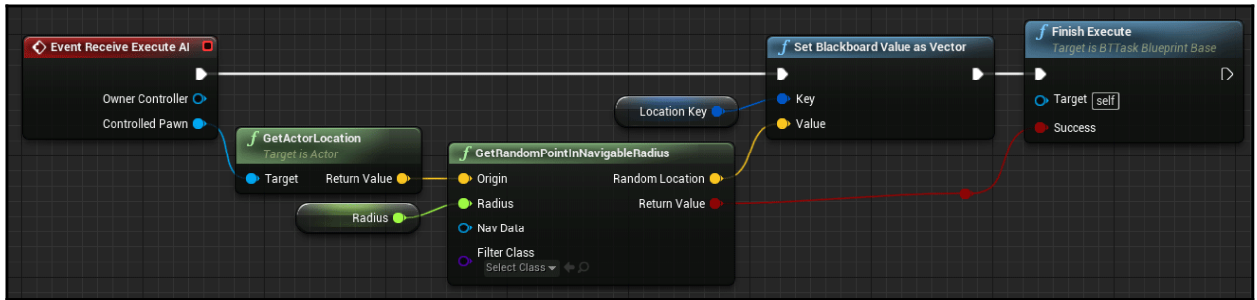 Event Receive Execute AI
Owner Controller
Controlled Pawn
f GetActorLocation
Target is Actor
Target Return Value
Radius
f GetRandomPointInNavigableRadius
Origin Random Location
Radius Return Value
Nav Data
Filter Class
Select Class
Location Key
f Set Blackboard Value as Vector
Key
Value
f Finish Execute
Target is BTTask Blueprint Base
Target self
Success